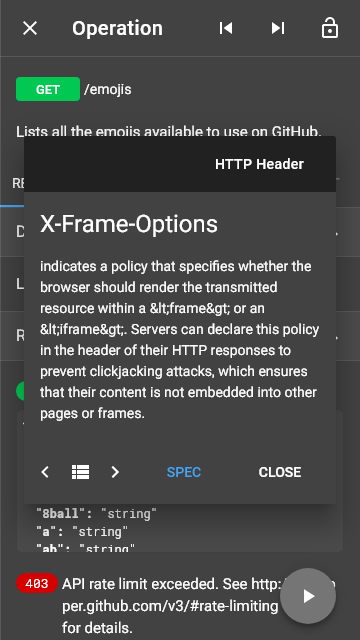 Operation
GET /emojis
Lists all the emojis available to use on GitHub.
HTTP Header
X-Frame-Options
indicates a policy that specifies whether the
browser should render the transmitted
resource within a &lt;frame&gt; or an
&lt;iframe&gt;. Servers can declare this policy
in the header of their HTTP responses to
prevent clickjacking attacks, which ensures
that their content is not embedded into other
pages or frames.
SPEC CLOSE
"8ball": "string"
"a": "string"
"ab": "string"
403 API rate limit exceeded. See http:
per.github.com/v3/#rate-limiting
for details.